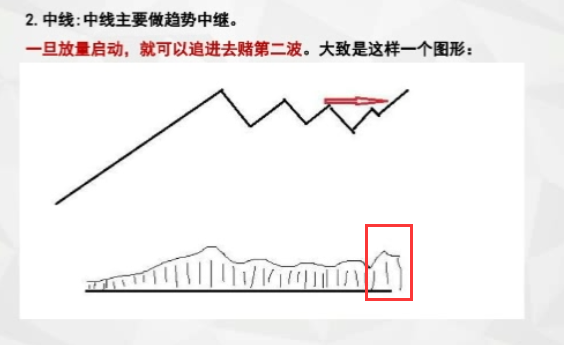 2. 中线:中线主要做趋势中继。
一旦放量启动，就可以追进去赌第二波。大致是这样一个图形：